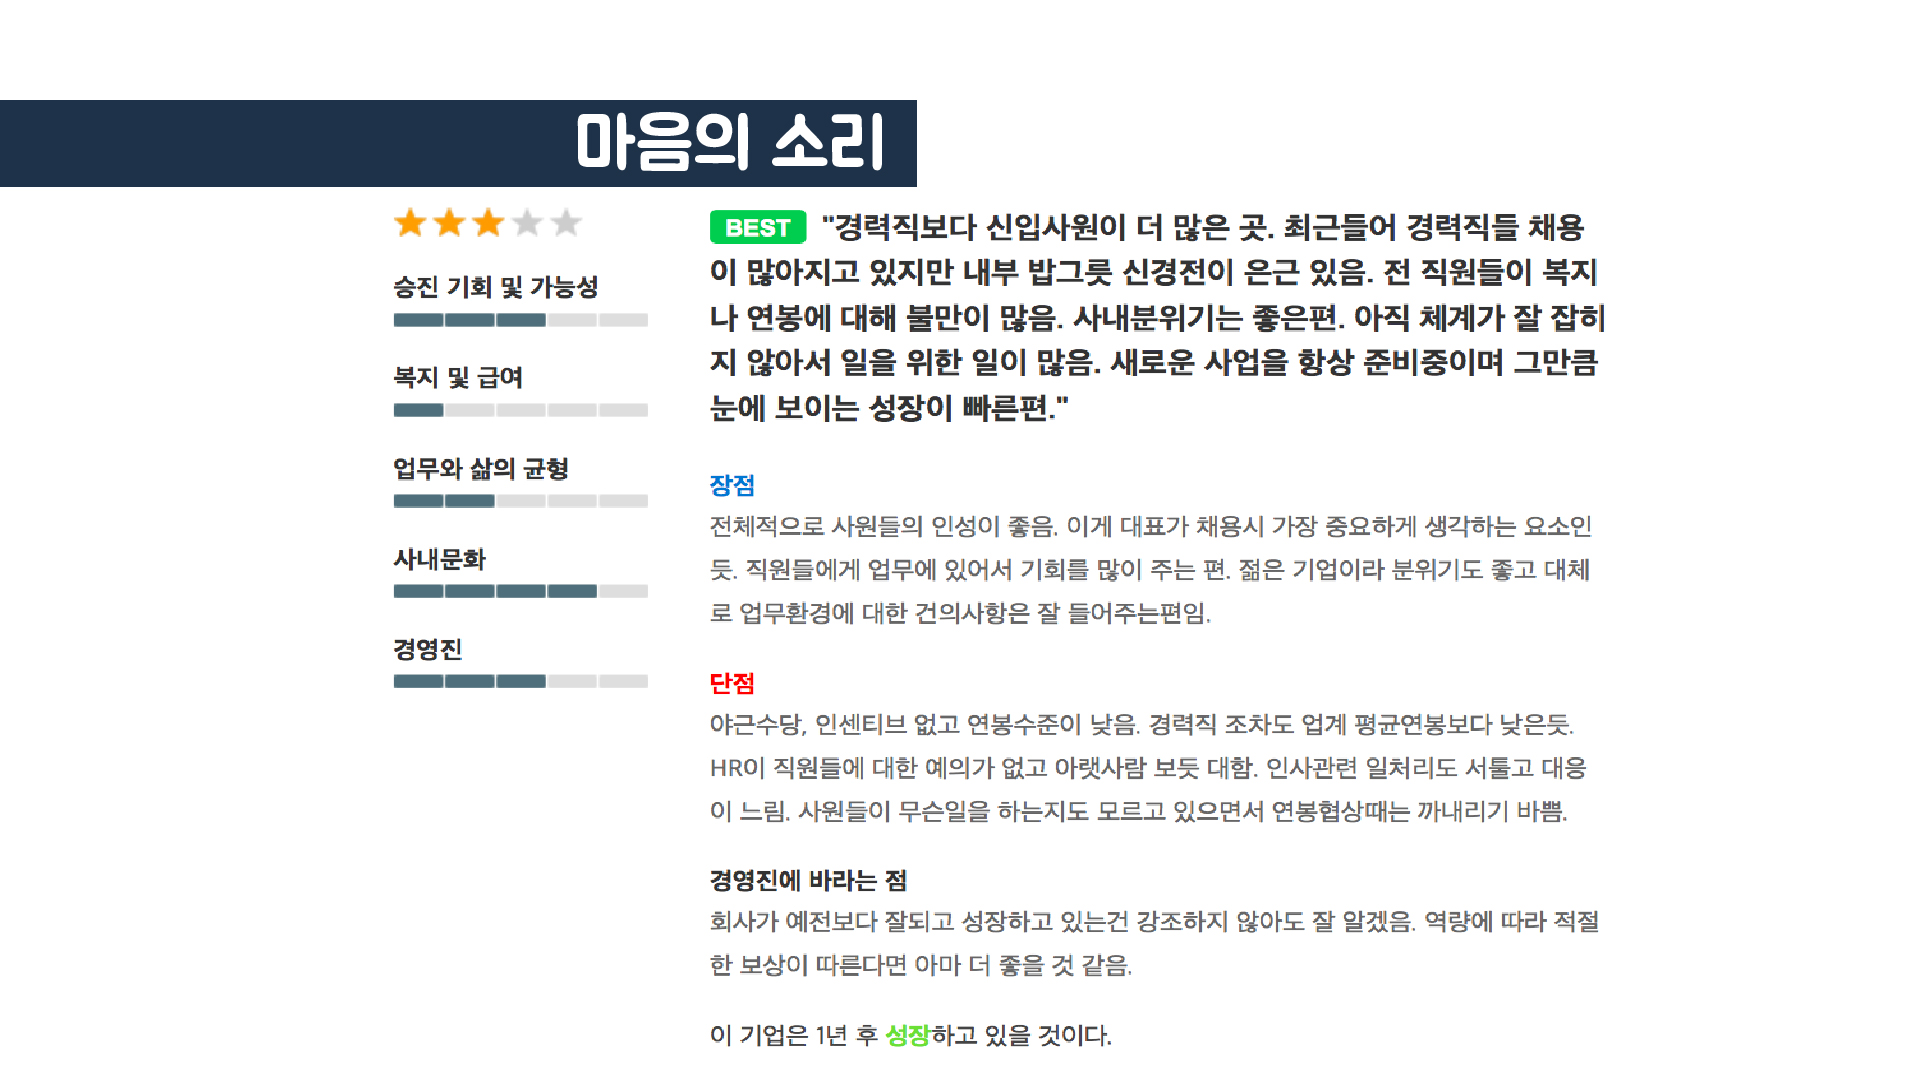 마음의 소리
승진 기회 및 가능성
복지 및 급여
업무와 삶의 균형
사내문화
경영진
BEST "경력직보다 신입사원이 더 많은 곳. 최근들어 경력직들 채용
이 많아지고 있지만 내부 밥그릇 신경전이 은근 있음. 전 직원들이 복지
나 연봉에 대해 불만이 많음. 사내분위기는 좋은편. 아직 체계가 잘 잡히
지 않아서 일을 위한 일이 많음. 새로운 사업을 항상 준비중이며 그만큼
눈에 보이는 성장이 빠른편."
장점
전체적으로 사원들의 인성이 좋음. 이게 대표가 채용시 가장 중요하게 생각하는 요소인
듯. 직원들에게 업무에 있어서 기회를 많이 주는 편. 젊은 기업이라 분위기도 좋고 대체
로 업무환경에 대한 건의사항은 잘 들어주는편임.
단점
야근수당, 인센티브 없고 연봉수준이 낮음. 경력직 조차도 업계 평균연봉보다 낮은듯.
HR이 직원들에 대한 예의가 없고 아랫사람 보듯 대함. 인사관련 일처리도 서툴고 대응
이 느림. 사원들이 무슨일을 하는지도 모르고 있으면서 연봉협상때는 까내리기 바쁨.
경영진에 바라는 점
회사가 예전보다 잘되고 성장하고 있는건 강조하지 않아도 잘 알겠음. 역량에 따라 적절
한 보상이 따른다면 아마 더 좋을 것 같음.
이 기업은 1년 후 성장하고 있을 것이다.